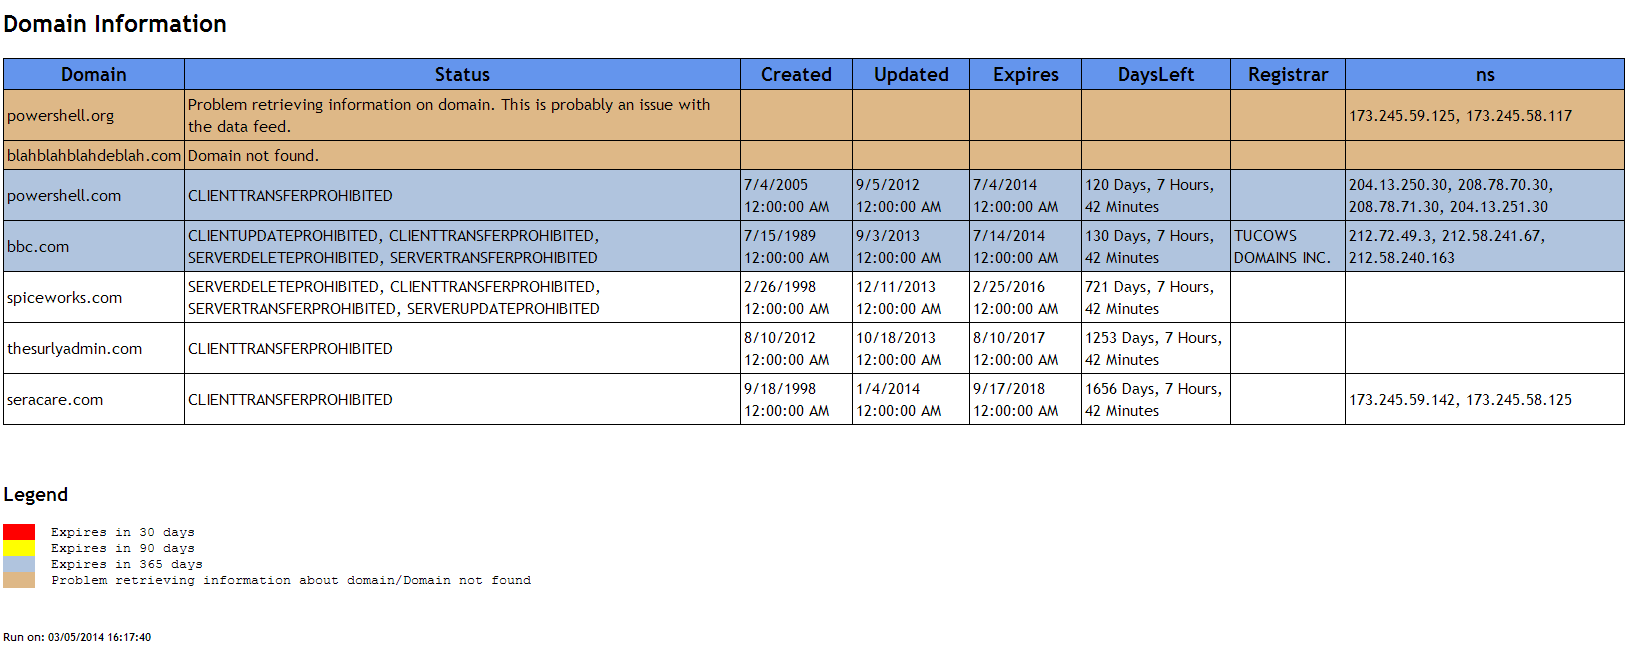 Domain Information
Domain Status Created Updated Expires DaysLeft Registrar ns
powershell.org Problem retrieving information on domain. This is probably an issue with the data feed. 173.245.59.125, 173.245.58.117
blahblahblahdeblah.com Domain not found.
powershell.com CLIENTTRANSFERPROHIBITED 7/4/2005 12:00:00 AM 9/5/2012 12:00:00 AM 7/4/2014 12:00:00 AM 120 Days, 7 Hours, 42 Minutes 204.13.250.30, 208.78.70.30, 208.78.71.30, 204.13.251.30
bbc.com CLIENTUPDATEPROHIBITED, CLIENTTRANSFERPROHIBITED, SERVERDELETEPROHIBITED, SERVERTRANSFERPROHIBITED 7/15/1989 12:00:00 AM 9/3/2013 12:00:00 AM 7/14/2014 12:00:00 AM 130 Days, 7 Hours, 42 Minutes TUCOWS DOMAINS INC. 212.72.49.3, 212.58.241.67, 212.58.240.163
spiceworks.com SERVERDELETEPROHIBITED, CLIENTTRANSFERPROHIBITED, SERVERTRANSFERPROHIBITED, SERVERUPDATEPROHIBITED 2/26/1998 12:00:00 AM 12/11/2013 12:00:00 AM 2/25/2016 12:00:00 AM 721 Days, 7 Hours, 42 Minutes
thesurlyadmin.com CLIENTTRANSFERPROHIBITED 8/10/2012 12:00:00 AM 10/18/2013 12:00:00 AM 8/10/2017 12:00:00 AM 1253 Days, 7 Hours, 42 Minutes
seracare.com CLIENTTRANSFERPROHIBITED 9/18/1998 12:00:00 AM 1/4/2014 12:00:00 AM 9/17/2018 12:00:00 AM 1656 Days, 7 Hours, 42 Minutes 173.245.59.142, 173.245.58.125
Legend
Expires in 30 days
Expires in 90 days
Expires in 365 days
Problem retrieving information about domain/Domain not found
Run on: 03/05/2014 16:17:40